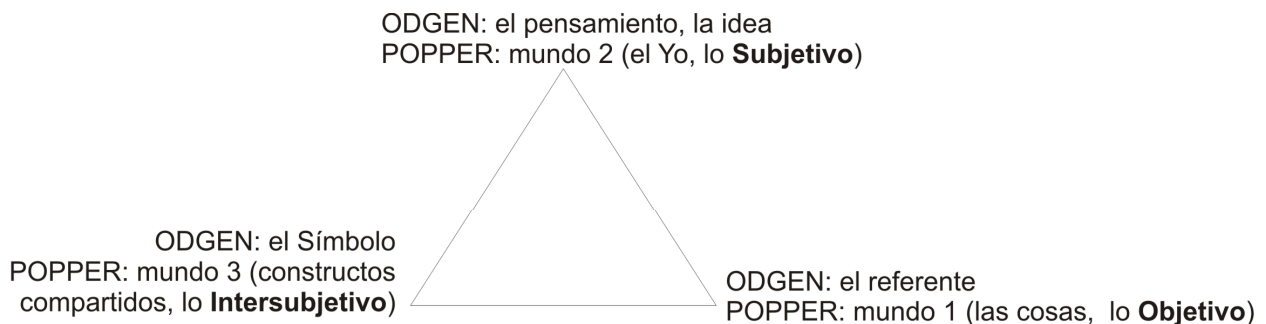 ODGEN: el pensamiento, la idea
POPPER: mundo 2 (el Yo, lo Subjetivo)
ODGEN: el Símbolo
POPPER: mundo 3 (constructos
compartidos, lo Intersubjetivo)
ODGEN: el referente
POPPER: mundo 1 (las cosas, lo Objetivo)